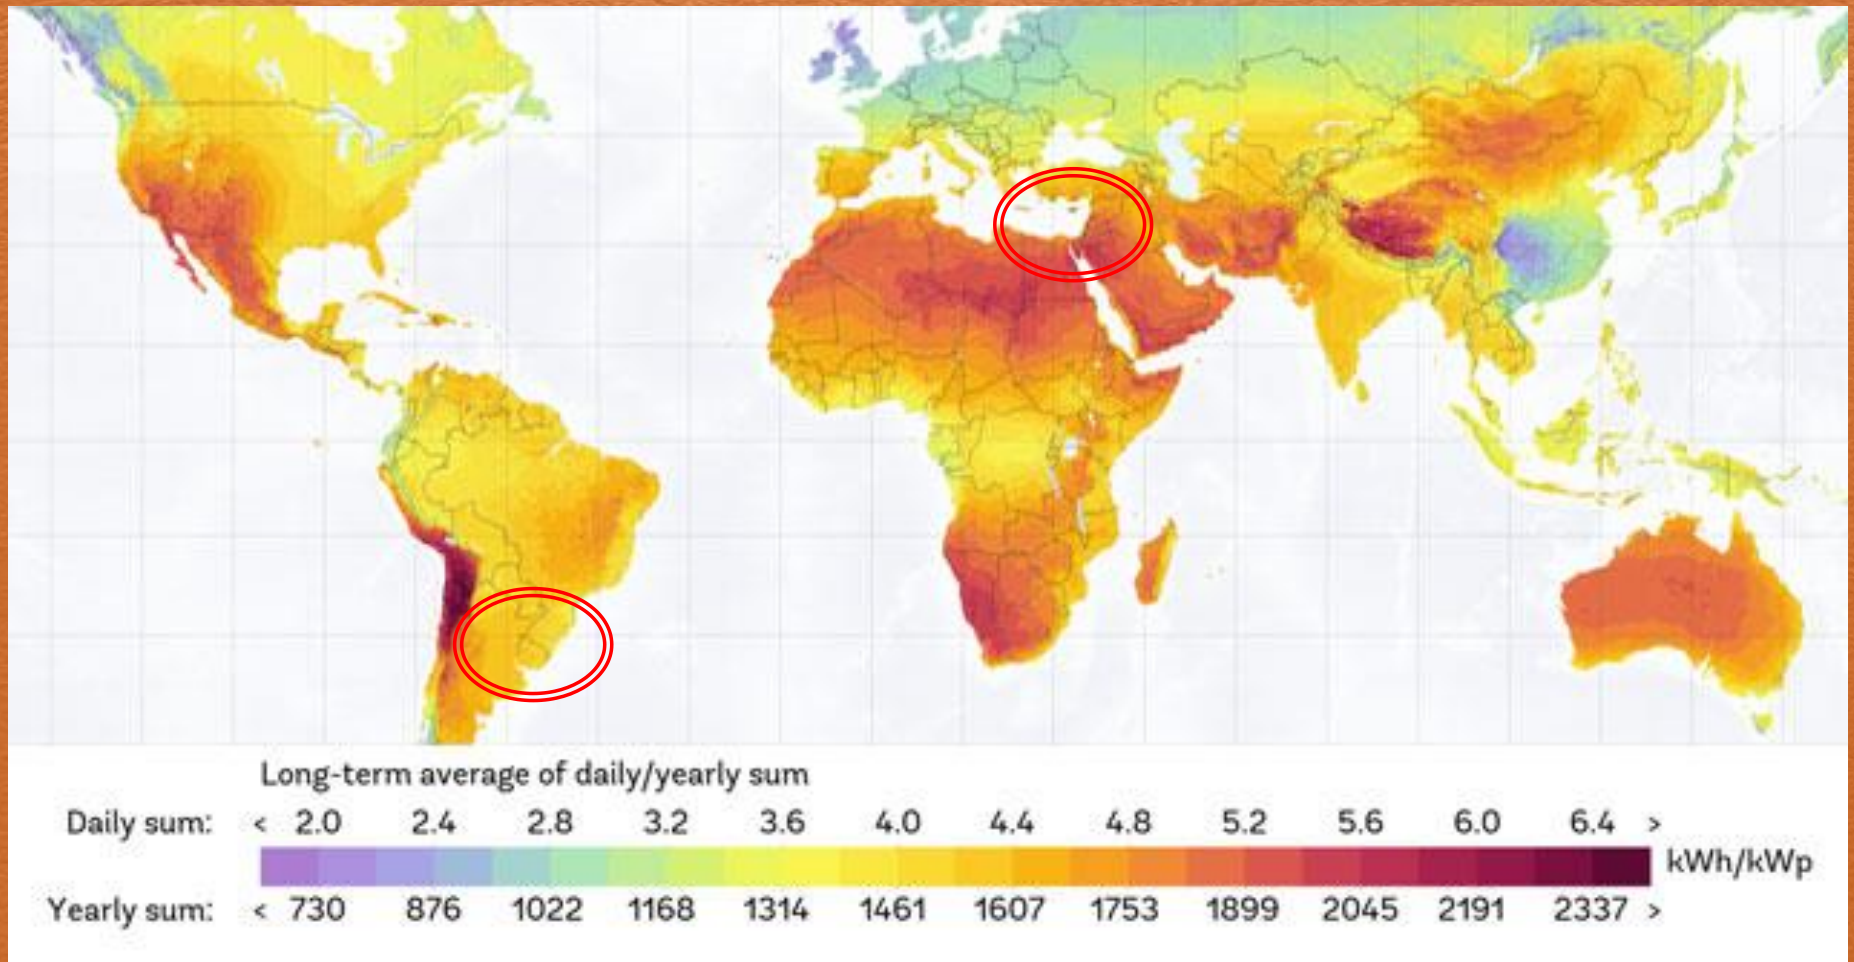 Long-term average of daily/yearly sum
Daily sum: < 2.0 2.4 2.8 3.2 3.6 4.0 4.4 4.8 5.2 5.6 6.0 6.4 >
kWh/kWp
Yearly sum: < 730 876 1022 1168 1314 1461 1607 1753 1899 2045 2191 2337 >